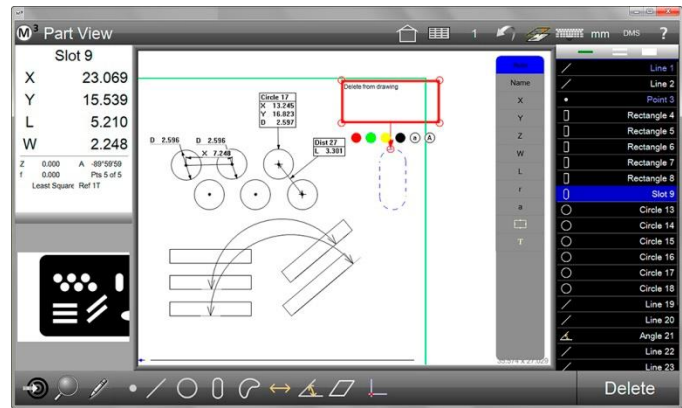 M³ Part View
1
mm
DMS
?
Slot 9
X 23.069
Y 15.539
L 5.210
W 2.248
Z 0.000 A -89°59'59
f 0.000 Pts 5 of 5
Least Square Ref 1T
Delete from drawing
Circle 17
X 13.245
Y 16.823
D 2.597
D 2.596
D 2.596
X 7.248
Dist 27
L 3.301
a
A
Name
X
Y
Z
W
L
r
a
T
Line 1
Line 2
Point 3
Rectangle 4
Rectangle 5
Rectangle 6
Rectangle 7
Rectangle 8
Slot 9
Circle 13
Circle 14
Circle 15
Circle 16
Circle 17
Circle 18
Line 19
Line 20
Angle 21
Line 22
Line 23
Delete